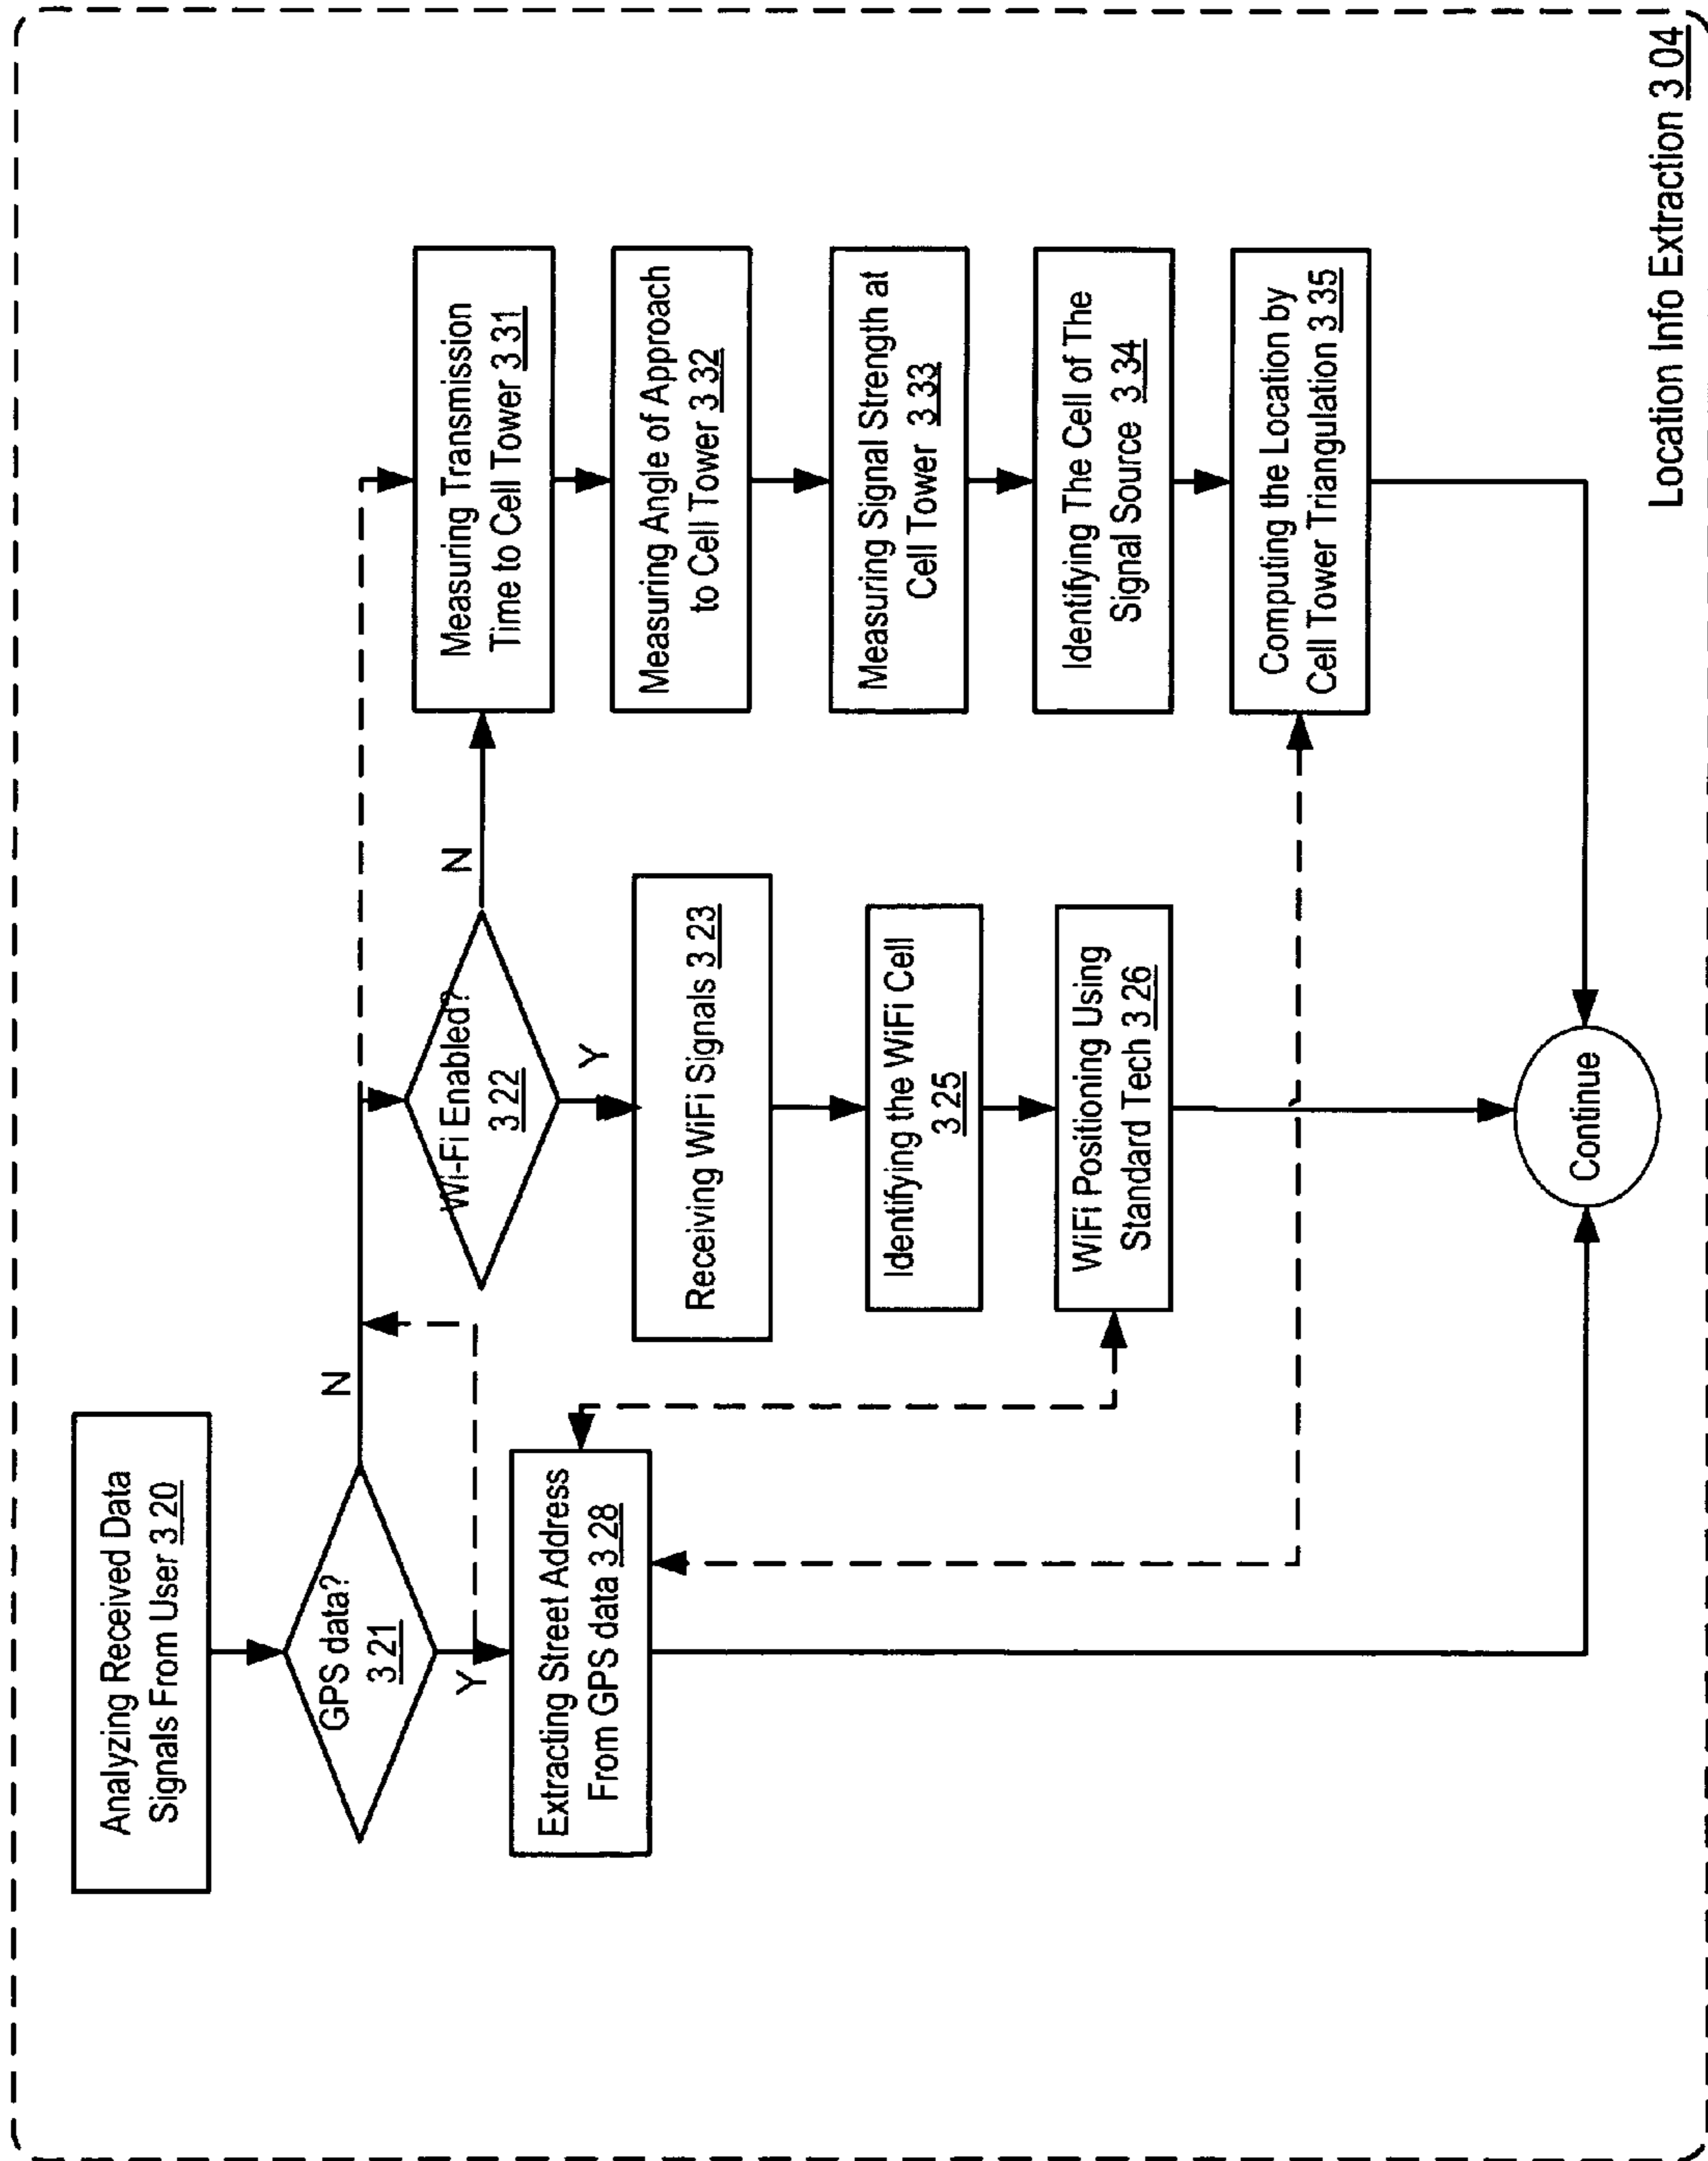 Analyzing Received Data
Signals From User 3 20
GPS data?
3 21
N
Y
Extracting Street Address
From GPS data 3 28
Wi-Fi Enabled?
3 22
N
Y
Receiving WiFi Signals 3 23
Identifying the WiFi Cell
3 25
WiFi Positioning Using
Standard Tech 3 26
Measuring Transmission
Time to Cell Tower 3 31
Measuring Angle of Approach
to Cell Tower 3 32
Measuring Signal Strength at
Cell Tower 3 33
Identifying The Cell of The
Signal Source 3 34
Computing the Location by
Cell Tower Triangulation 3 35
Continue
Location Info Extraction 3 04